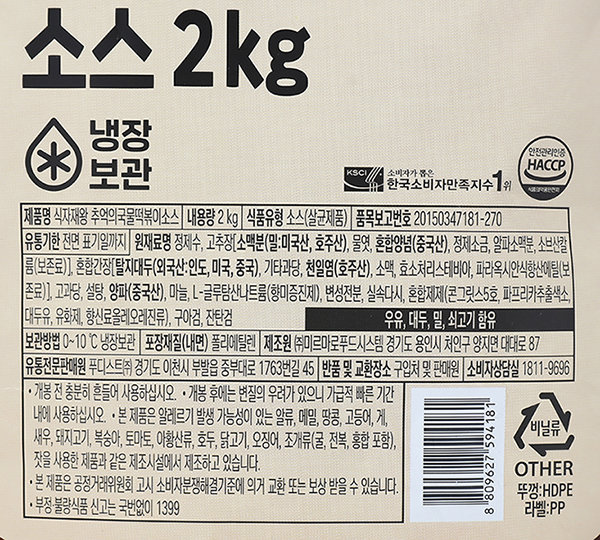 소스 2kg
냉장
보관
KSCI
소비자가 뽑은
한국소비자만족지수 1위
안전관리인증
HACCP
식품의약품안전처
제품명 식자재왕 추억의국물떡볶이소스 내용량 2 kg 식품유형 소스(살균제품) 품목보고번호 20150347181-270
유통기한 전면 표기일까지 원재료명 정제수, 고추장[소맥분(밀:미국산, 호주산), 물엿, 혼합양념(중국산), 정제소금, 알파소맥분, 소브산칼
륨(보존료)], 혼합간장[탈지대두(외국산:인도, 미국, 중국), 기타과당, 천일염(호주산), 소맥, 효소처리스테비아, 파라옥시안식향산에틸(보
존료)], 고과당, 설탕, 양파(중국산), 마늘, L-글루탐산나트륨(향미증진제), 변성전분, 실속다시, 혼합제제(콘그릿츠5호, 파프리카추출색소,
대두유, 유화제, 향신료올레오레진류), 구아검, 잔탄검
우유, 대두, 밀, 쇠고기 함유
보관방법 0~10 ℃ 냉장보관 포장재질(내면) 폴리에틸렌 제조원 ㈜미르마로푸드시스템 경기도 용인시 처인구 양지면 대대로 87
유통전문판매원 푸디스트㈜ 경기도 이천시 부발읍 중부대로 1763번길 45 반품 및 교환장소 구입처 및 판매원 소비자상담실 1811-9696
• 개봉 전 충분히 흔들어 사용하십시오. • 개봉 후에는 변질의 우려가 있으니 가급적 빠른 기간
내에 사용하십시오. • 본 제품은 알레르기 발생 가능성이 있는 알류, 메밀, 땅콩, 고등어, 게,
새우, 돼지고기, 복숭아, 토마토, 아황산류, 호두, 닭고기, 오징어, 조개류(굴, 전복, 홍합 포함),
잣을 사용한 제품과 같은 제조시설에서 제조하고 있습니다.
• 본 제품은 공정거래위원회 고시 소비자분쟁해결기준에 의거 교환 또는 보상 받을 수 있습니다.
• 부정·불량식품 신고는 국번없이 1399
8 809627 594181
비닐류
OTHER
뚜껑:HDPE
라벨:PP